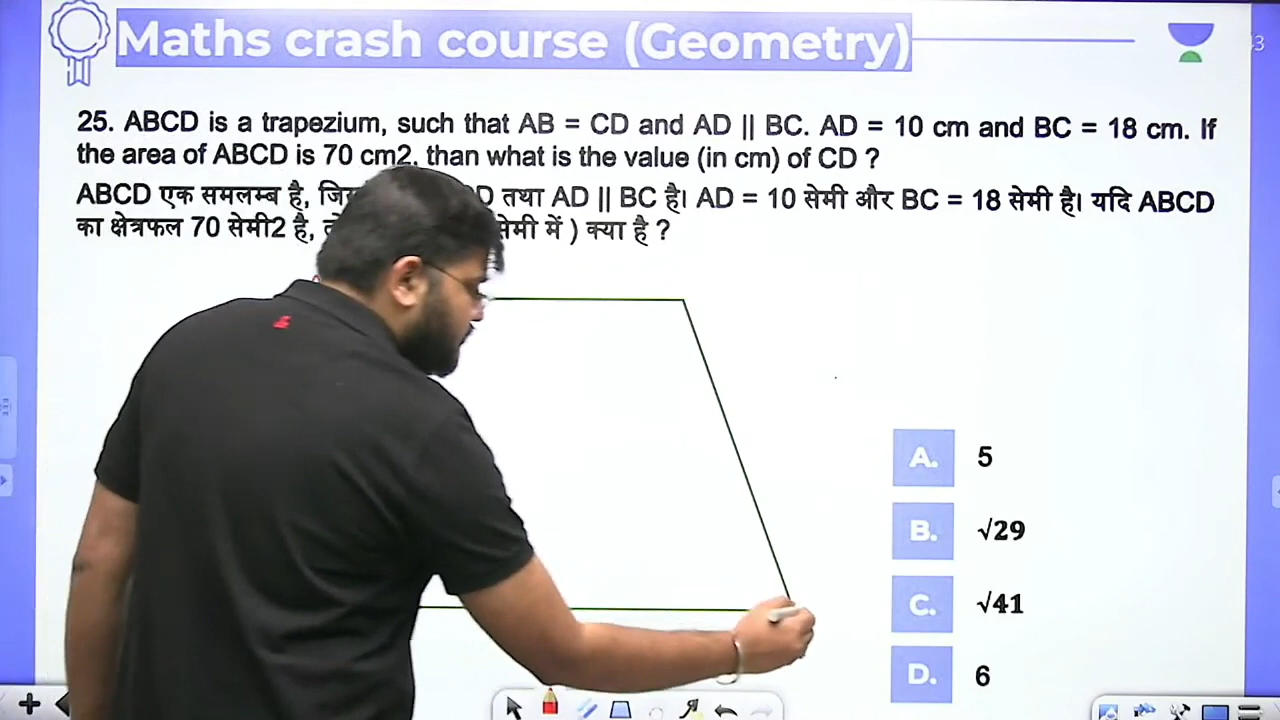 Maths crash course (Geometry)
3
25. ABCD is a trapezium, such that AB = CD and AD || BC. AD = 10 cm and BC = 18 cm. If
the area of ABCD is 70 cm2, than what is the value (in cm) of CD ?
ABCD एक समलम्ब है, तथा AD || BC है। AD = 10 सेमी और BC = 18 सेमी है। यदि ABCD
का क्षेत्रफल 70 सेमी2 है, में ) क्या है ?
A. 5
B. √29
C. √41
D. 6